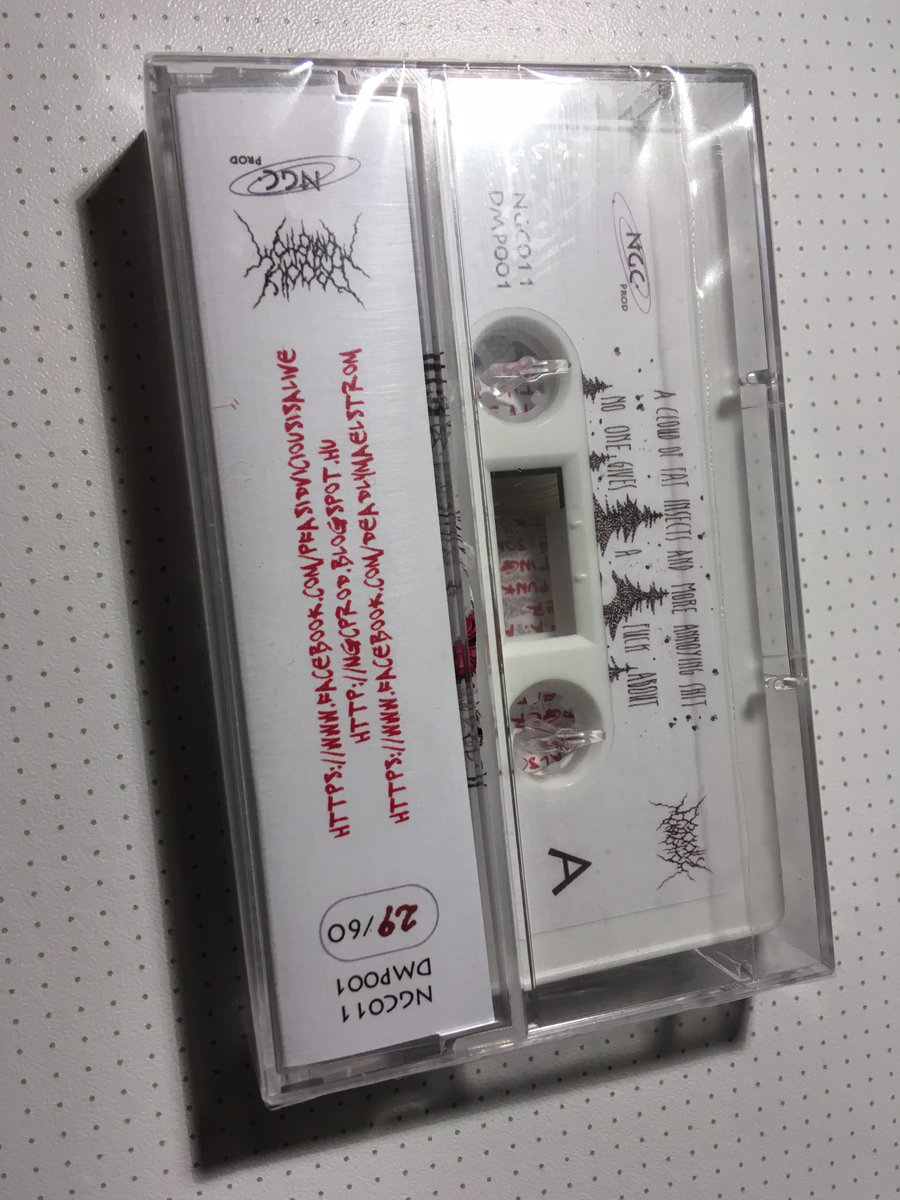 NGC
PROD
HTTPS://WWW.FACEBOOK.COM/PFASIDVICIOUSISALIVE
HTTP://NGCPROD.BLOGSPOT.HU
HTTPS://WWW.FACEBOOK.COM/DEADLYMAELSTROM
29/60
NGC011
DMP001
NGC011
DMP001
NGC
PROD
A CLOUD OF FAT INSECTS AND MORE ANNOYING SHIT
NO ONE GIVES A FUCK ABOUT
A